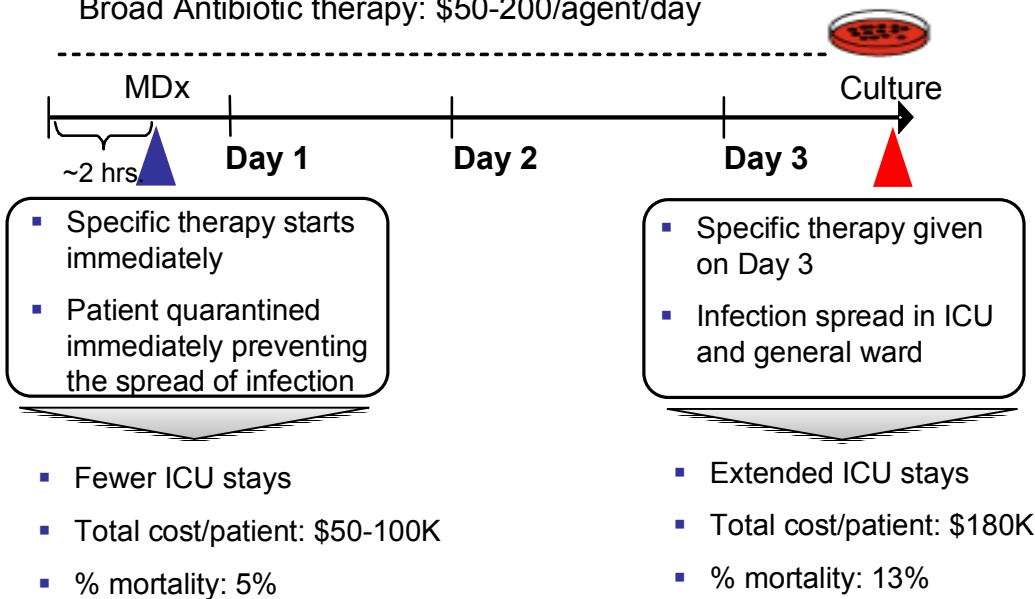 Broad Antibiotic therapy: $50-200/agent/day
MDx
Culture
~2 hrs.
Day 1
Day 2
Day 3
▪ Specific therapy starts
immediately
▪ Patient quarantined
immediately preventing
the spread of infection
▪ Specific therapy given
on Day 3
▪ Infection spread in ICU
and general ward
▪ Fewer ICU stays
▪ Total cost/patient: $50-100K
▪ % mortality: 5%
▪ Extended ICU stays
▪ Total cost/patient: $180K
▪ % mortality: 13%